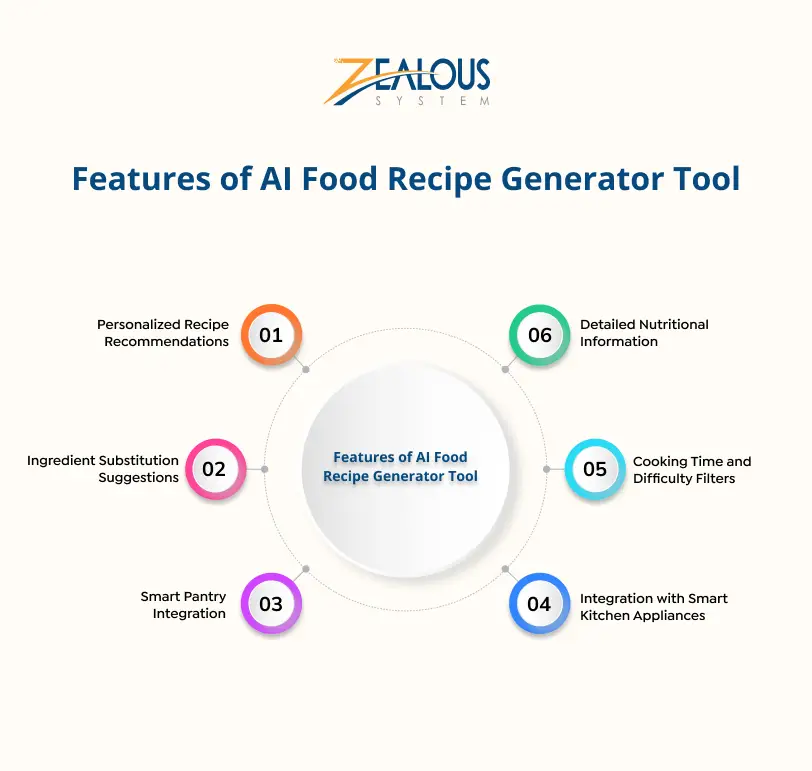 ZEALOUS
SYSTEM
Features of AI Food Recipe Generator Tool
Personalized Recipe
Recommendations
01
Ingredient Substitution
Suggestions
02
Smart Pantry
Integration
03
Features of AI Food
Recipe Generator Tool
06
Detailed Nutritional
Information
05
Cooking Time and
Difficulty Filters
04
Integration with Smart
Kitchen Appliances